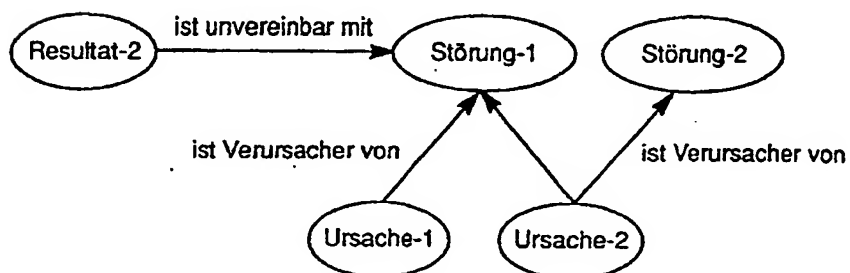 ist unvereinbar mit
Resultat-2
Störung-1
Störung-2
ist Verursacher von
ist Verursacher von
Ursache-1
Ursache-2